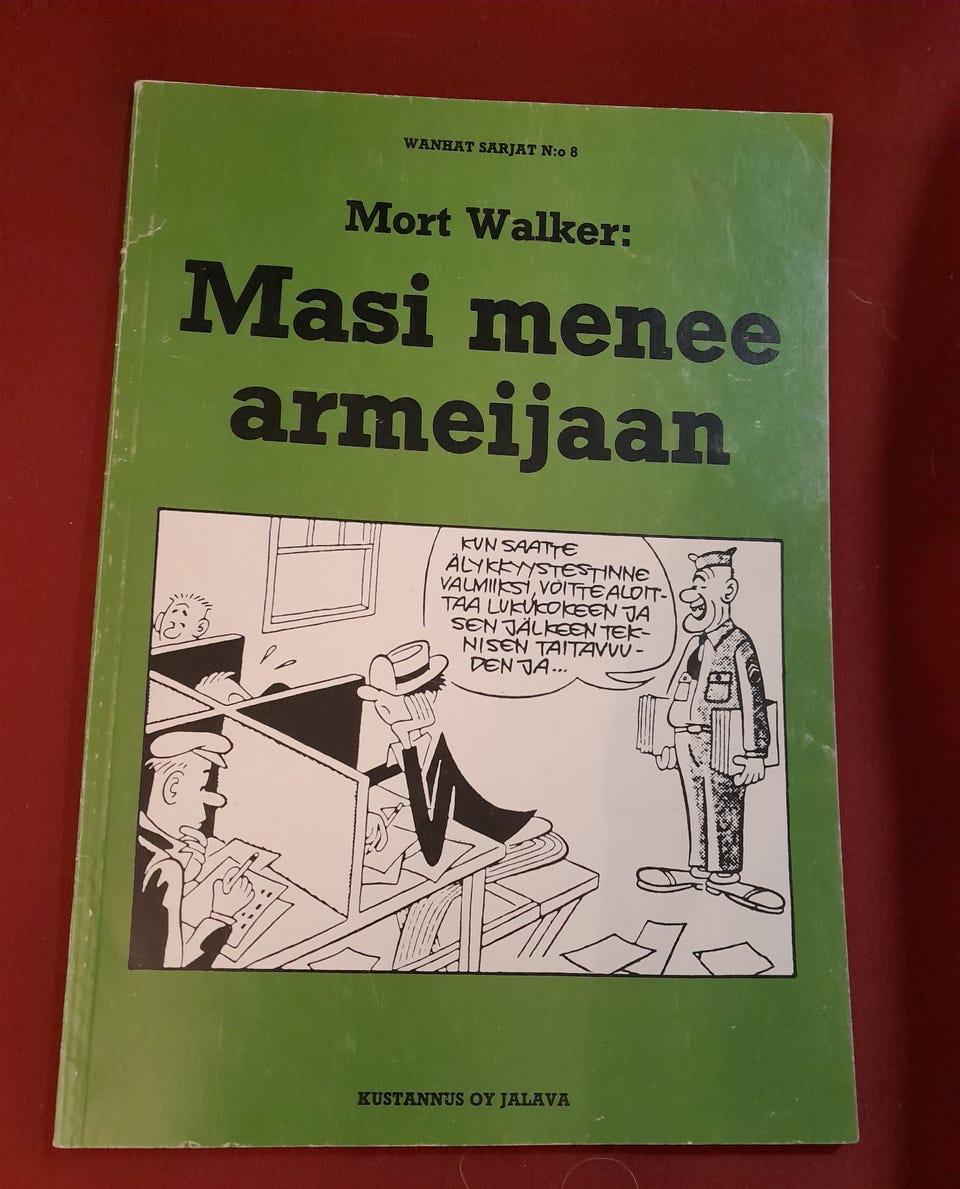 WANHAT SARJAT N:o 8
Mort Walker:
Masi menee
armeijaan
KUN SAATTE
ÄLYKKYYSTESTINNE
VALMIIKSI, VOITTE ALOIT-
TAA LUKUKOKEEN JA
SEN JÄLKEEN TEK-
NISEN TAITAVUU-
DEN JA...
KUSTANNUS OY JALAVA